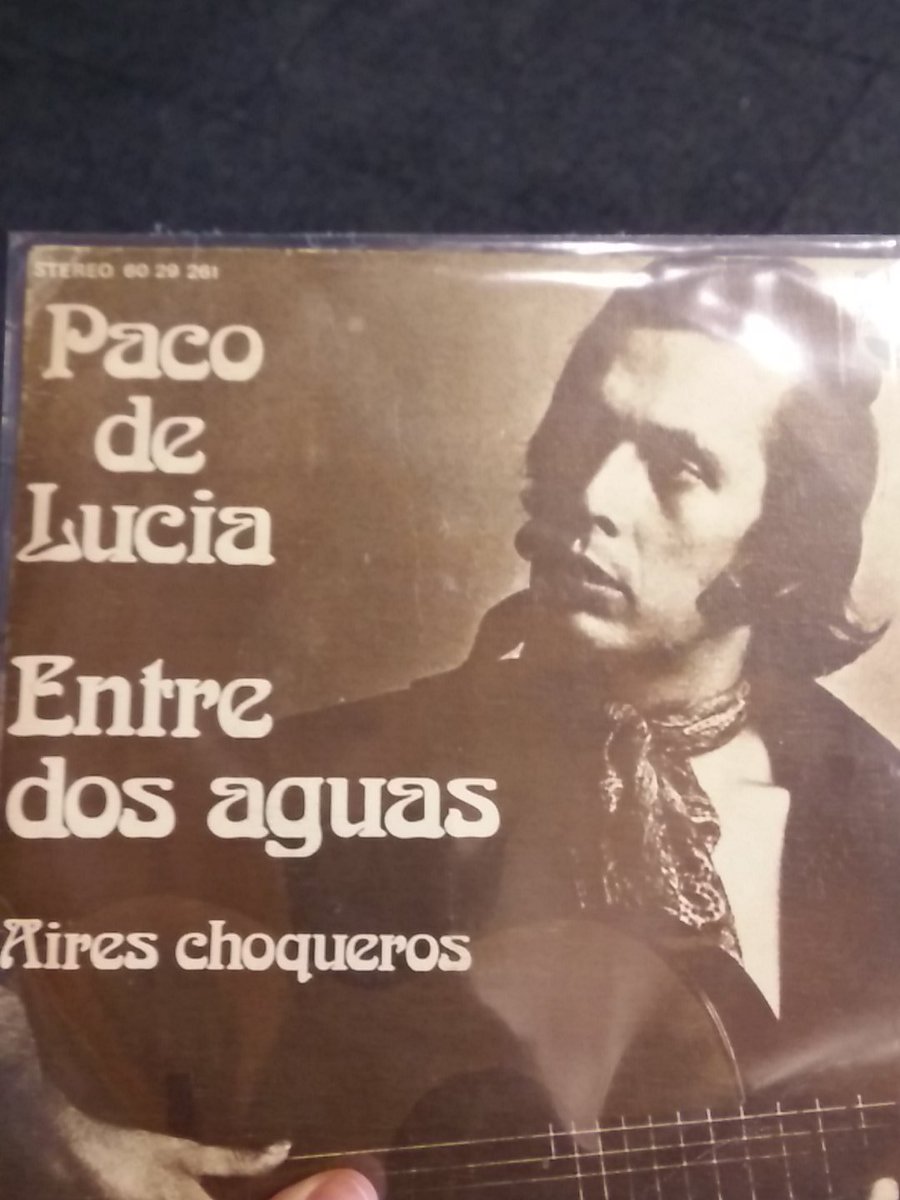 STEREO 60 29 261
Paco
de
Lucia
Entre
dos aguas
Aires choqueros